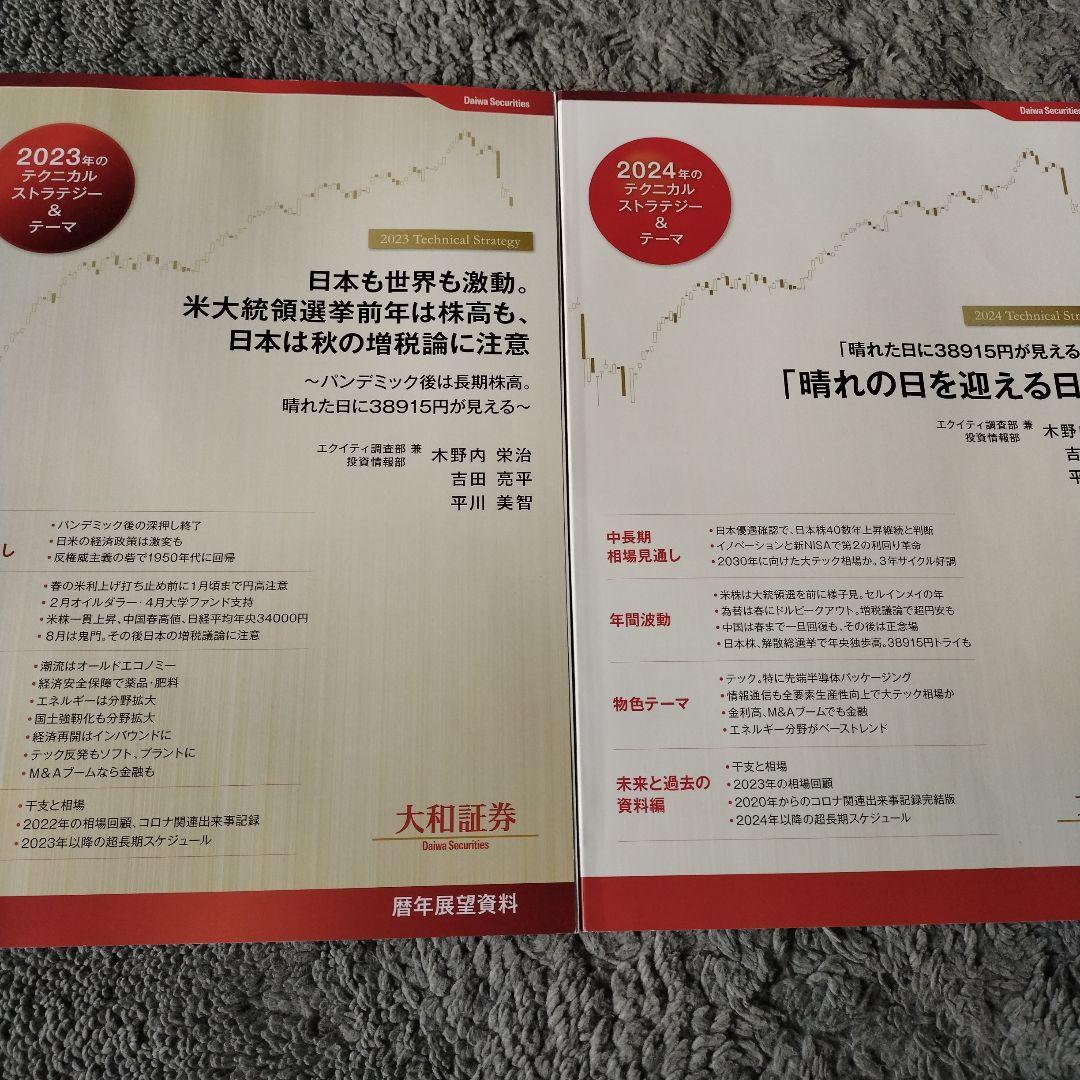 Daiwa Securities
2023年の
テクニカル
ストラテジー
&
テーマ
2023 Technical Strategy
日本も世界も激動。
米大統領選挙前年は株高も、
日本は秋の増税論に注意
～パンデミック後は長期株高。
晴れた日に38915円が見える～
エクイティ調査部 兼
投資情報部
木野内 栄治
吉田 亮平
平川 美智
し
・パンデミック後の深押し終了
・日米の経済政策は激変も
・反権威主義の砦で1950年代に回帰
・春の米利上げ打ち止め前に1月頃まで円高注意
・2月オイルダラー・4月大学ファンド支持
・米株一貫上昇、中国春高値、日経平均年央34000円
・8月は鬼門。その後日本の増税議論に注意
・潮流はオールドエコノミー
・経済安全保障で薬品・肥料
・エネルギーは分野拡大
・国土強靭化も分野拡大
・経済再開はインバウンドに
・テック反発もソフト、プラントに
・M&Aブームなら金融も
・干支と相場
・2022年の相場回顧、コロナ関連出来事記録
・2023年以降の超長期スケジュール
大和証券
Daiwa Securities
暦年展望資料
Daiwa Securities
2024年の
テクニカル
ストラテジー
&
テーマ
2024 Technical Stra
「晴れた日に38915円が見える
「晴れの日を迎える日
エクイティ調査部 兼
投資情報部
木野
吉
平
中長期
相場見通し
・日本優遇確認で、日本株40数年上昇継続と判断
・イノベーションと新NISAで第2の利回り革命
・2030年に向けた大テック相場か。3年サイクル好調
年間波動
・米株は大統領選を前に様子見。セルインメイの年
・為替は春にドルピークアウト。増税議論で超円安も
・中国は春まで一旦回復も、その後は正念場
・日本株、解散総選挙で年央独歩高。38915円トライも
物色テーマ
・テック。特に先端半導体パッケージング
・情報通信も全要素生産性向上で大テック相場か
・金利高、M&Aブームでも金融
・エネルギー分野がベーストレンド
未来と過去の
資料編
・干支と相場
・2023年の相場回顧
・2020年からのコロナ関連出来事記録完結版
・2024年以降の超長期スケジュール